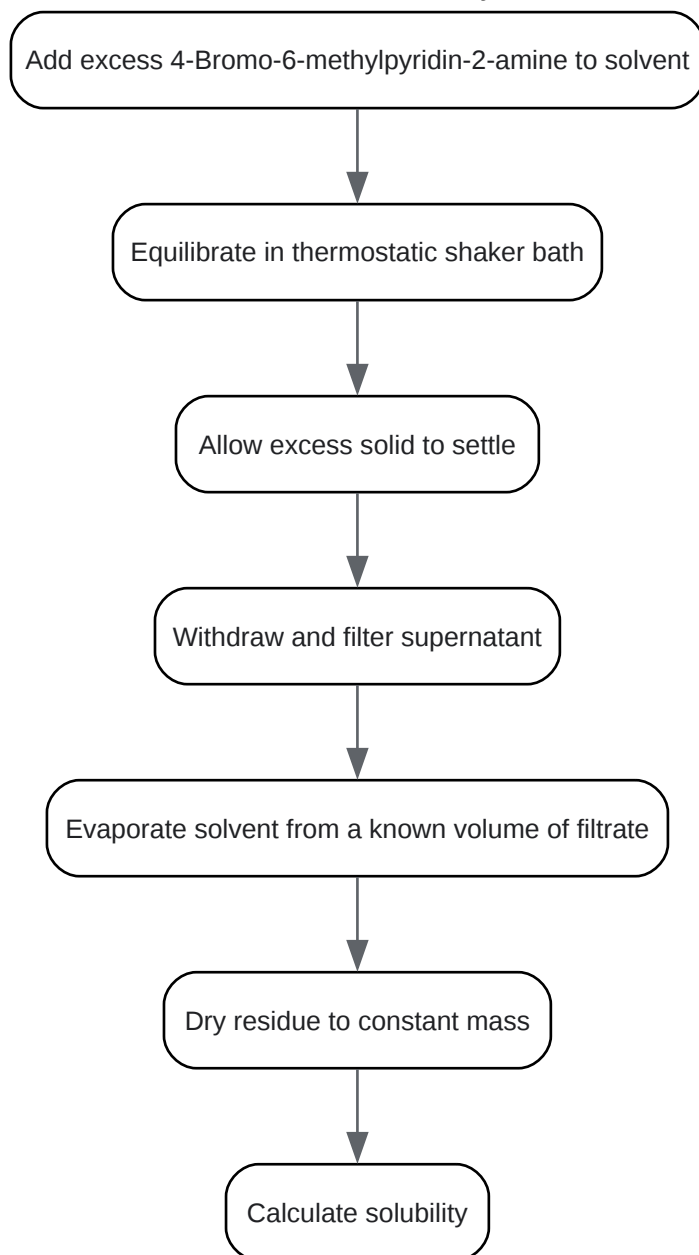 Add excess 4-Bromo-6-methylpyridin-2-amine to solvent
Equilibrate in thermostatic shaker bath
Allow excess solid to settle
Withdraw and filter supernatant
Evaporate solvent from a known volume of filtrate
Dry residue to constant mass
Calculate solubility